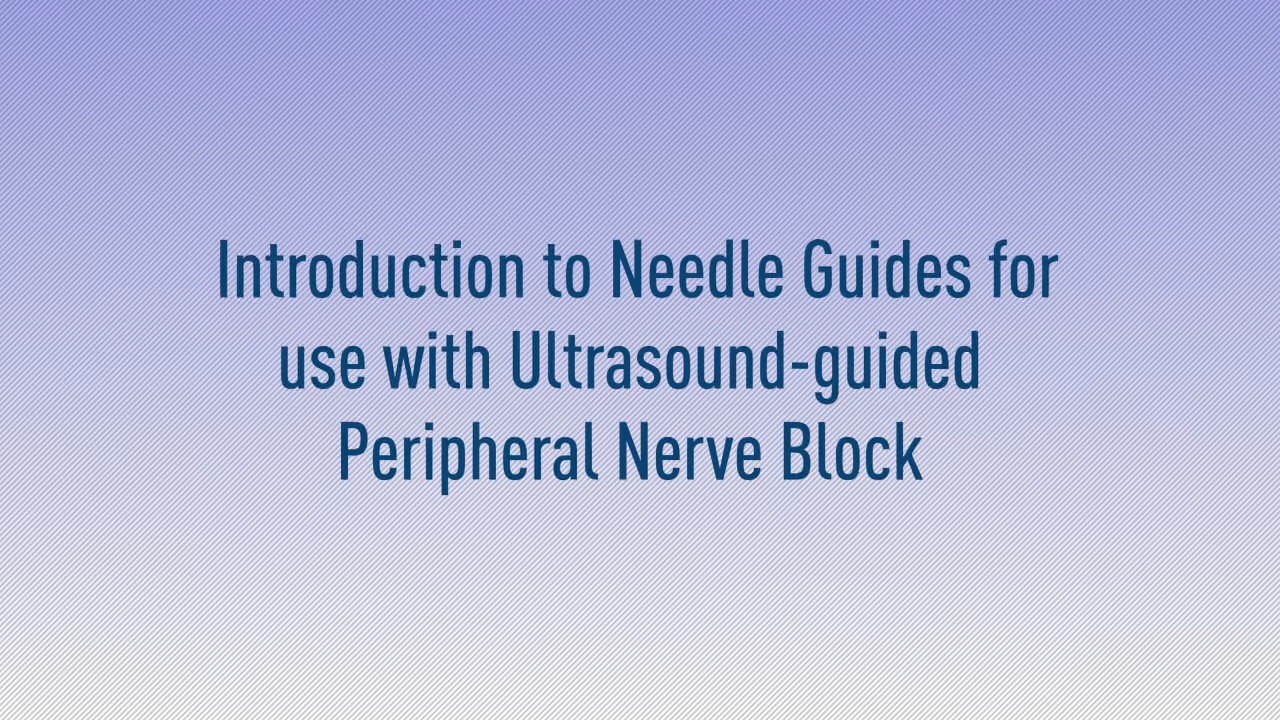 Introduction to Needle Guides for
use with Ultrasound-guided
Peripheral Nerve Block